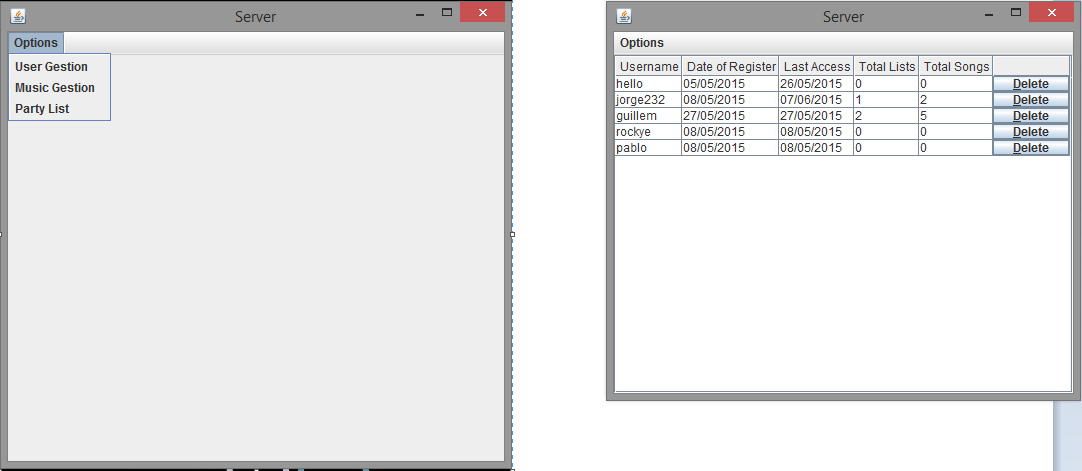 Server
Options
User Gestion
Music Gestion
Party List
Server
Options
Username Date of Register Last Access Total Lists Total Songs
hello 05/05/2015 26/05/2015 0 0 Delete
jorge232 08/05/2015 07/06/2015 1 2 Delete
guillem 27/05/2015 27/05/2015 2 5 Delete
rockye 08/05/2015 08/05/2015 0 0 Delete
pablo 08/05/2015 08/05/2015 0 0 Delete